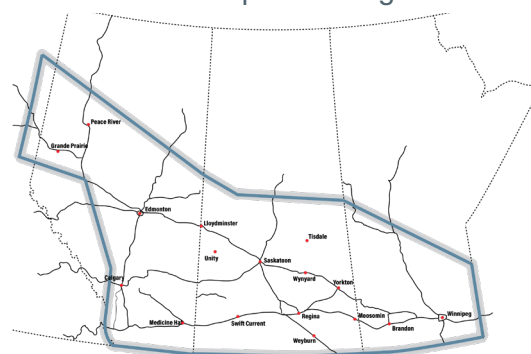 Peace River
Grande Prairie
Edmonton
Lloydminster
Tisdale
Unity
Saskatoon
Wynyard
Calgary
Yorkton
Medicine Hat
Swift Current
Regina
Moosomin
Winnipeg
Brandon
Weyburn